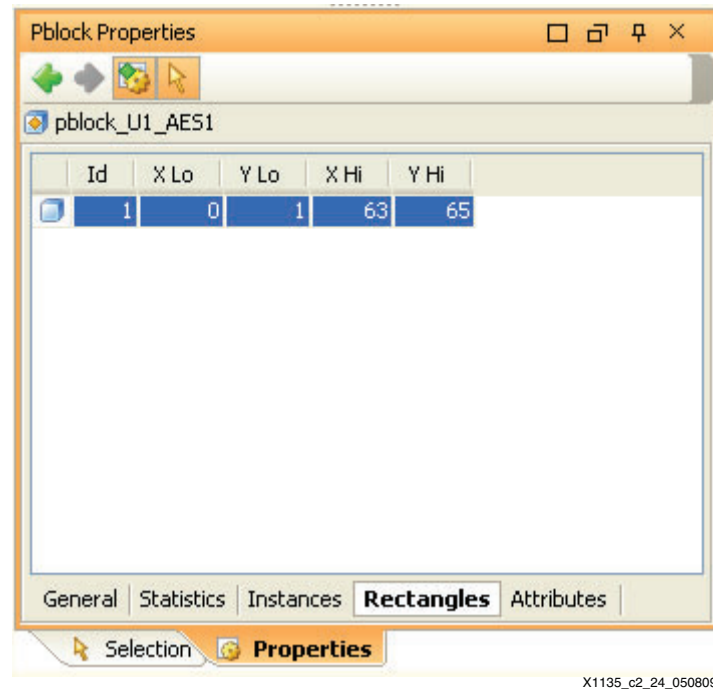 Pblock Properties
pblock_U1_AES1
Id X Lo Y Lo X Hi Y Hi
1 0 1 63 65
General Statistics Instances Rectangles Attributes
Selection Properties
X1135_c2_24_050809